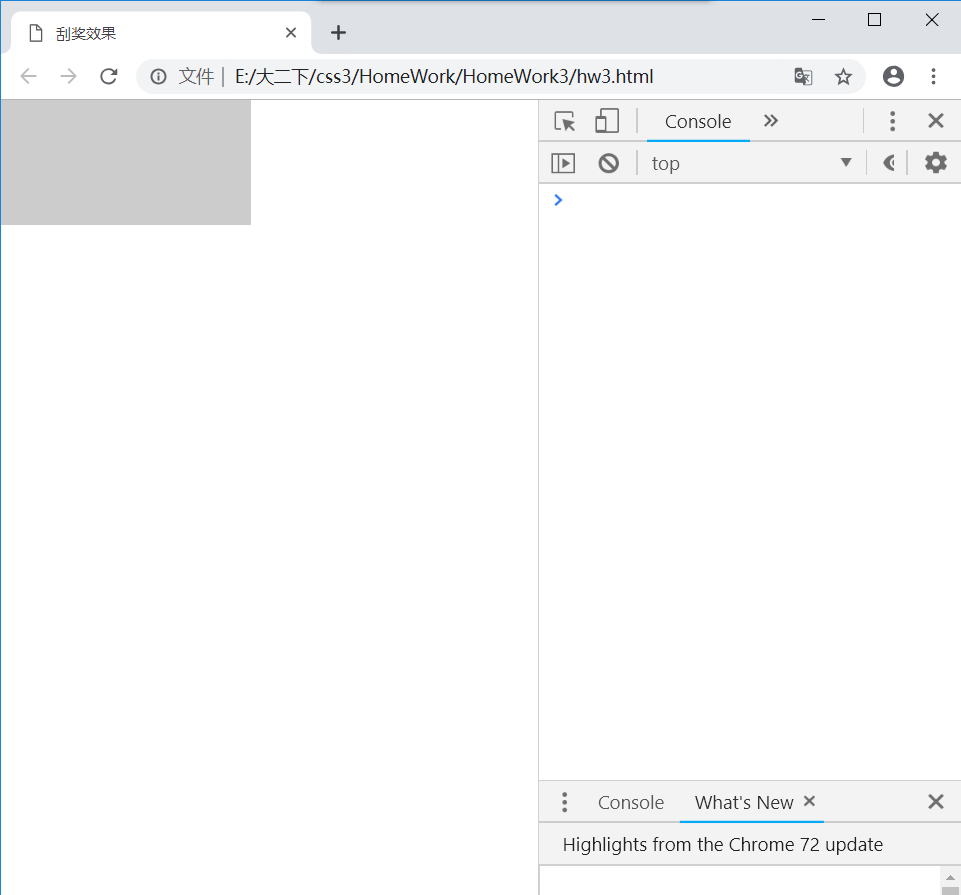 刮奖效果
文件 | E:/大二下/css3/HomeWork/HomeWork3/hw3.html
Console
top
Console What's New
Highlights from the Chrome 72 update